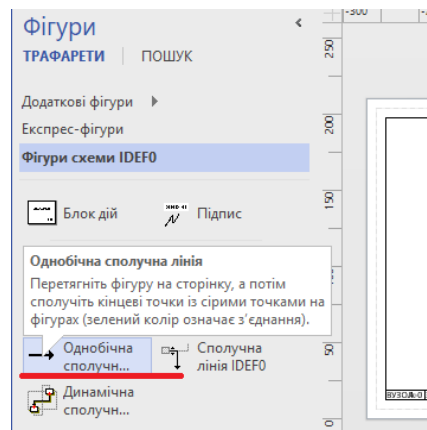 Фігури
ТРАФАРЕТИ | ПОШУК
Додаткові фігури
Експрес-фігури
Фігури схеми IDEF0
Блок дій
Підпис
Однобічна сполучна лінія
Перетягніть фігуру на сторінку, а потім
сполучіть кінцеві точки із сірими точками на
фігурах (зелений колір означає з'єднання).
Однобічна
сполучн...
Сполучна
лінія IDEF0
Динамічна
сполучн...
-300
250
200
150
50
0